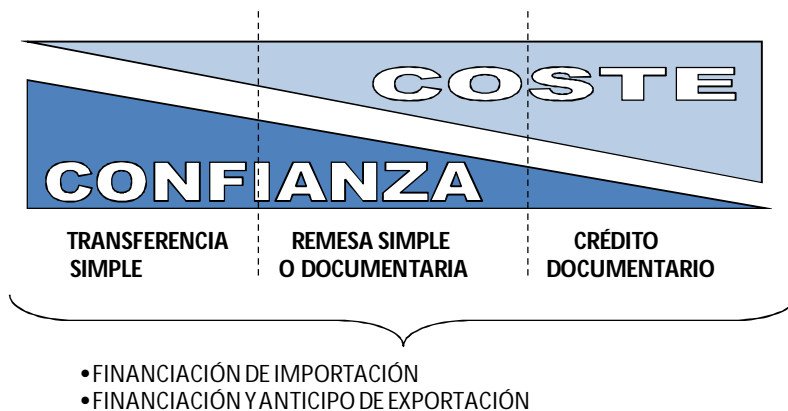 COSTE
CONFIANZA
TRANSFERENCIA
SIMPLE
REMESA SIMPLE
O DOCUMENTARIA
CRÉDITO
DOCUMENTARIO
•FINANCIACIÓN DE IMPORTACIÓN
•FINANCIACIÓN Y ANTICIPO DE EXPORTACIÓN